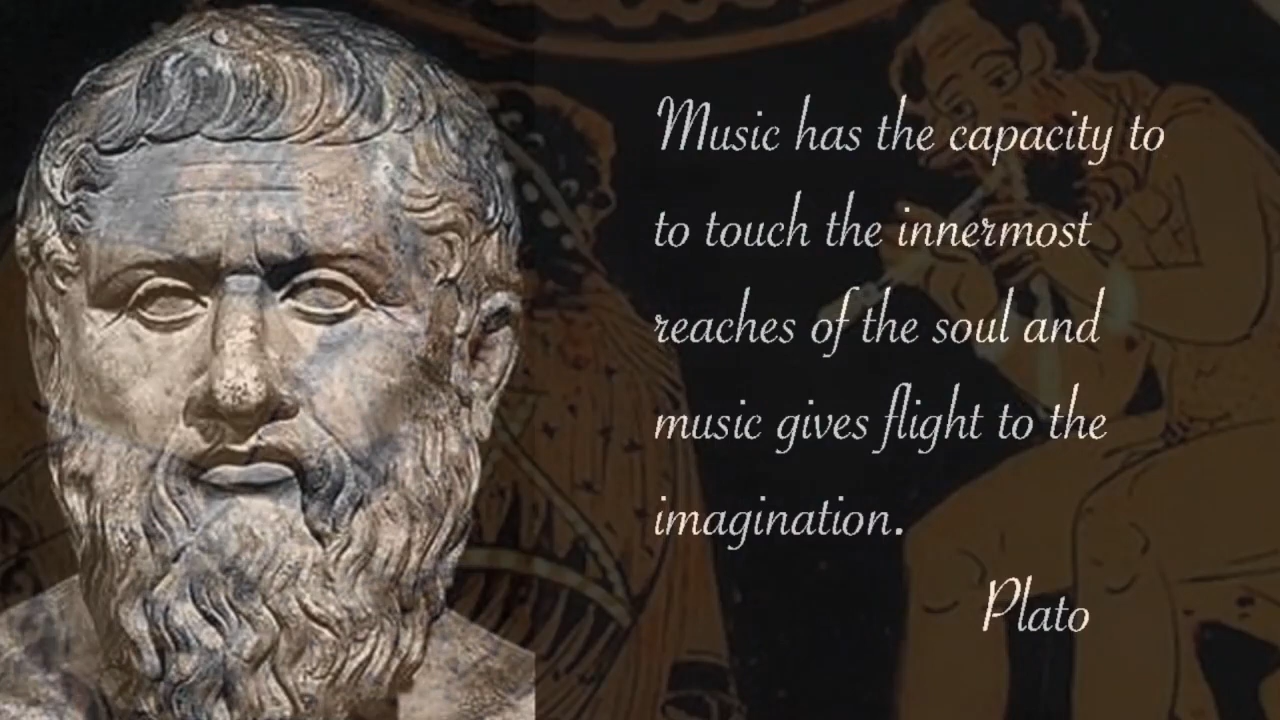 Music has the capacity to
to touch the innermost
reaches of the soul and
music gives flight to the
imagination.
Plato